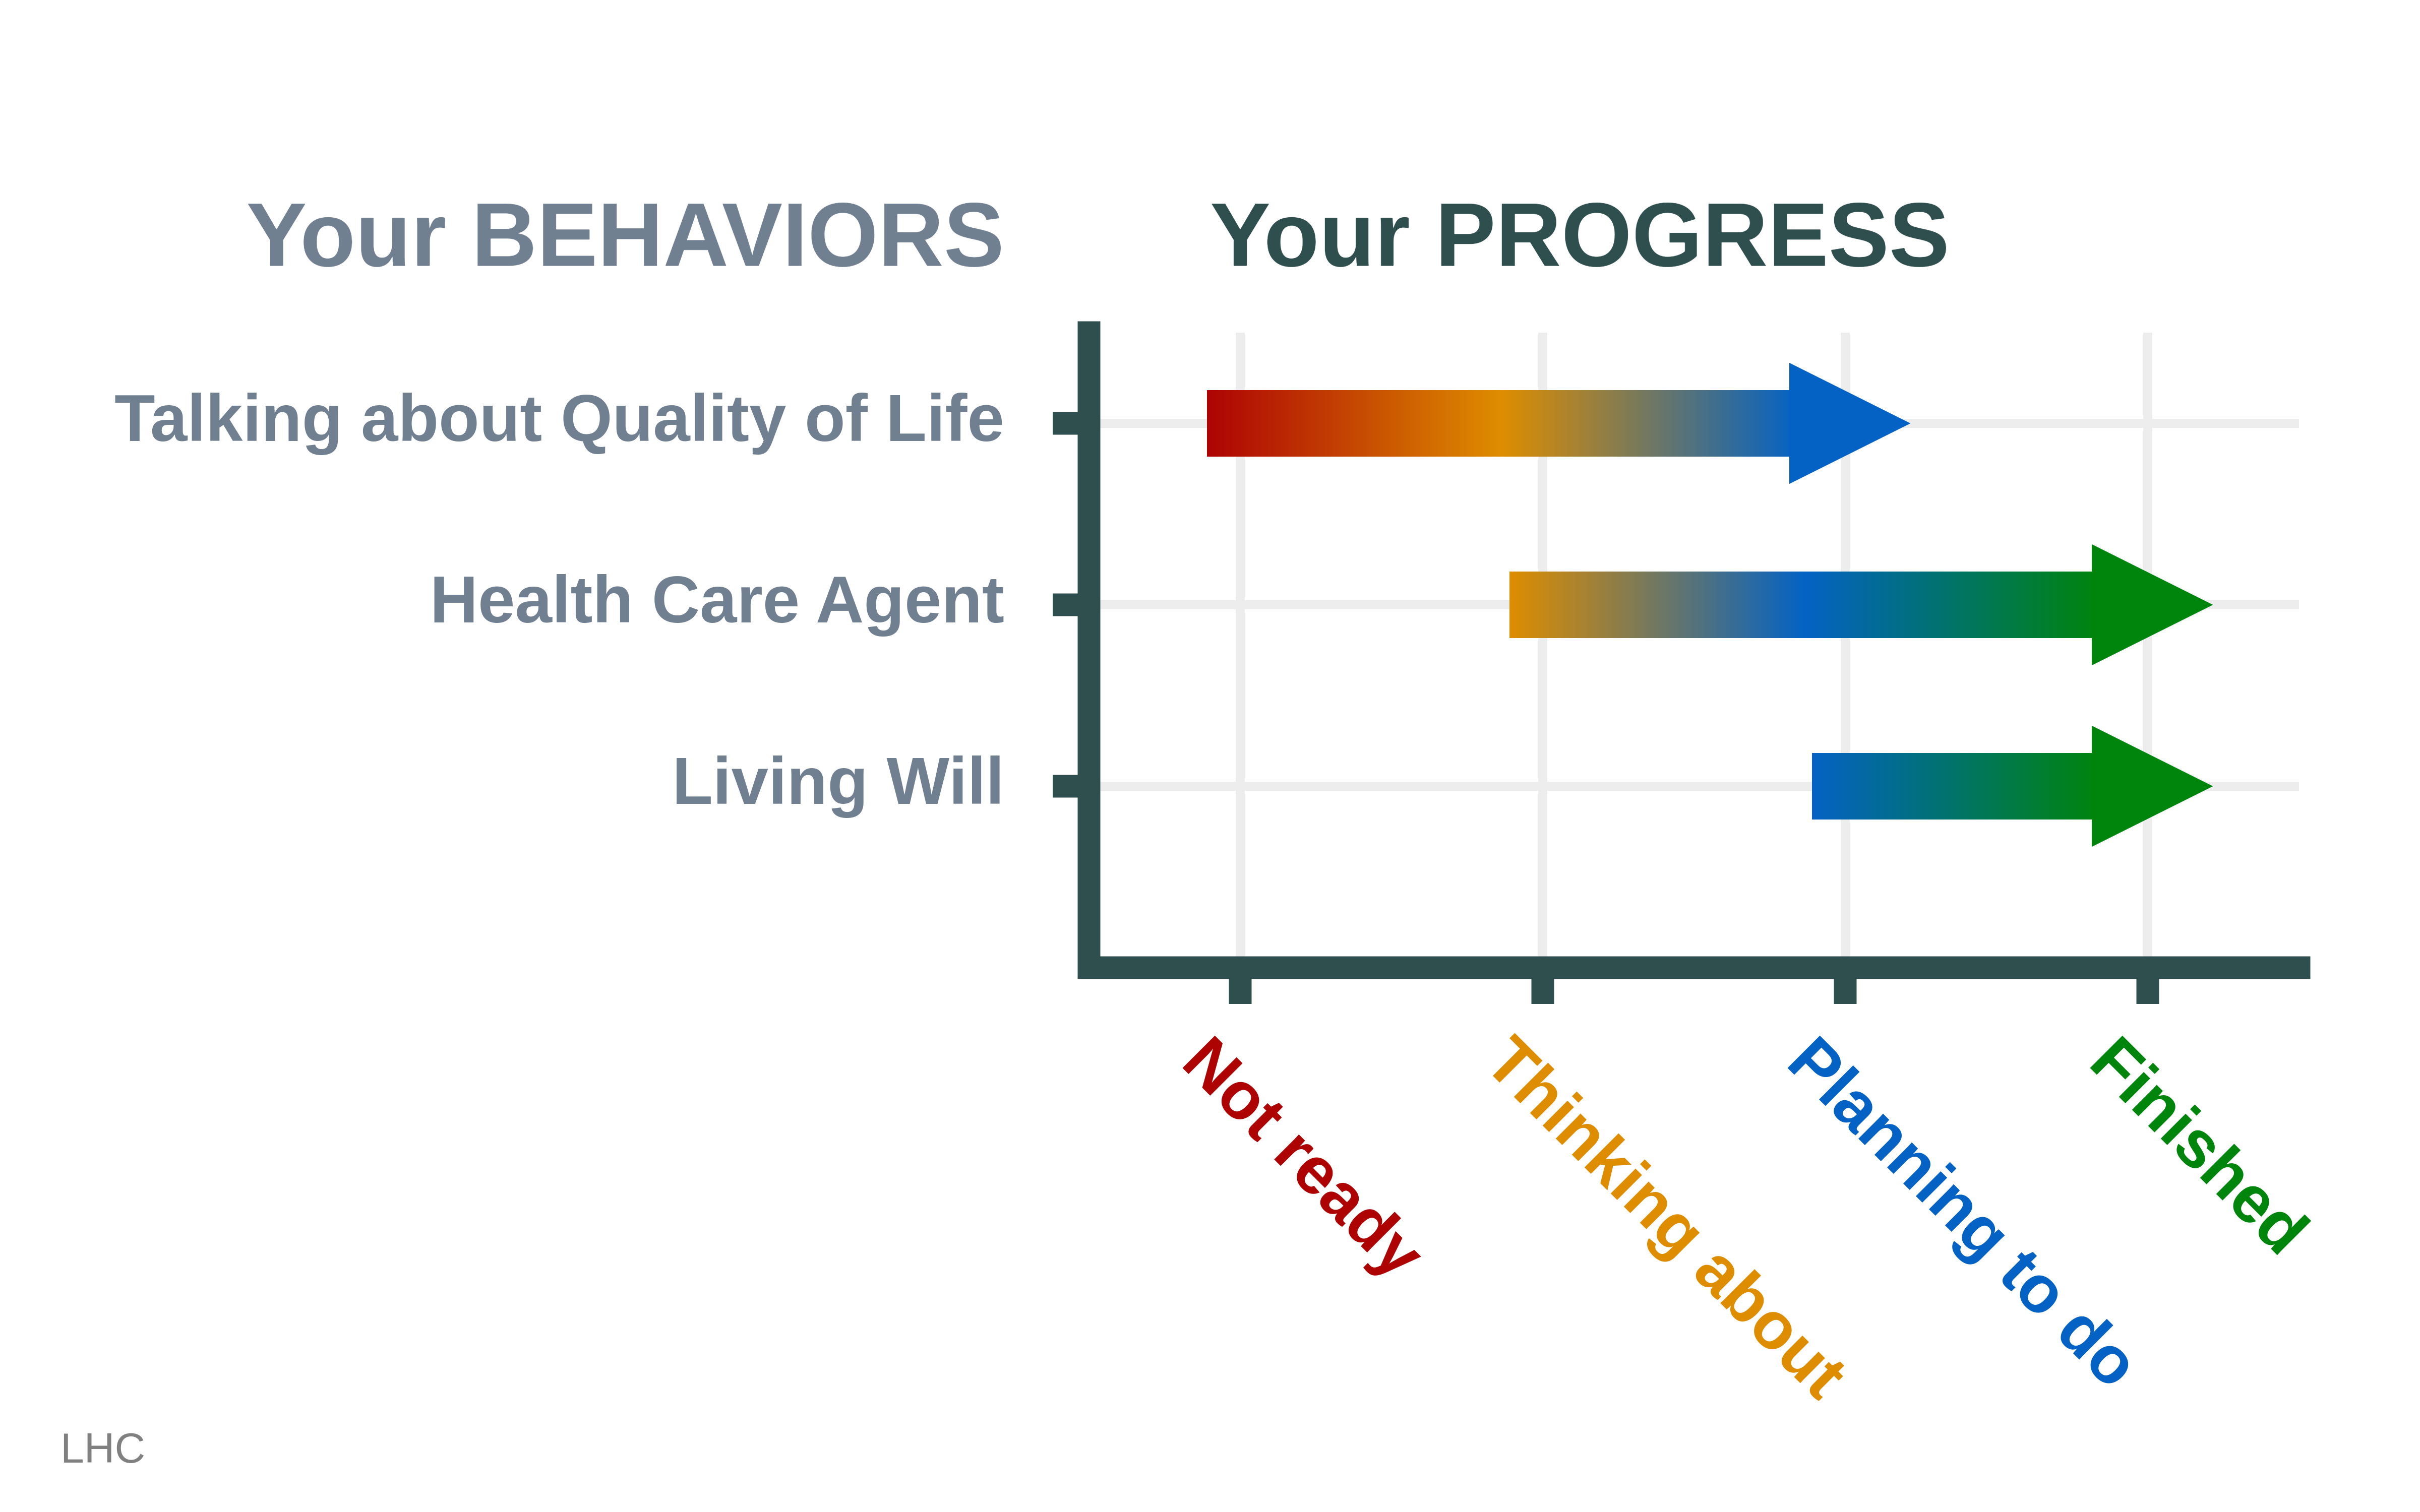 Your BEHAVIORS
Your PROGRESS
Talking about Quality of Life
Health Care Agent
Living Will
Not ready
Thinking about
Planning to do
Finished
LHC